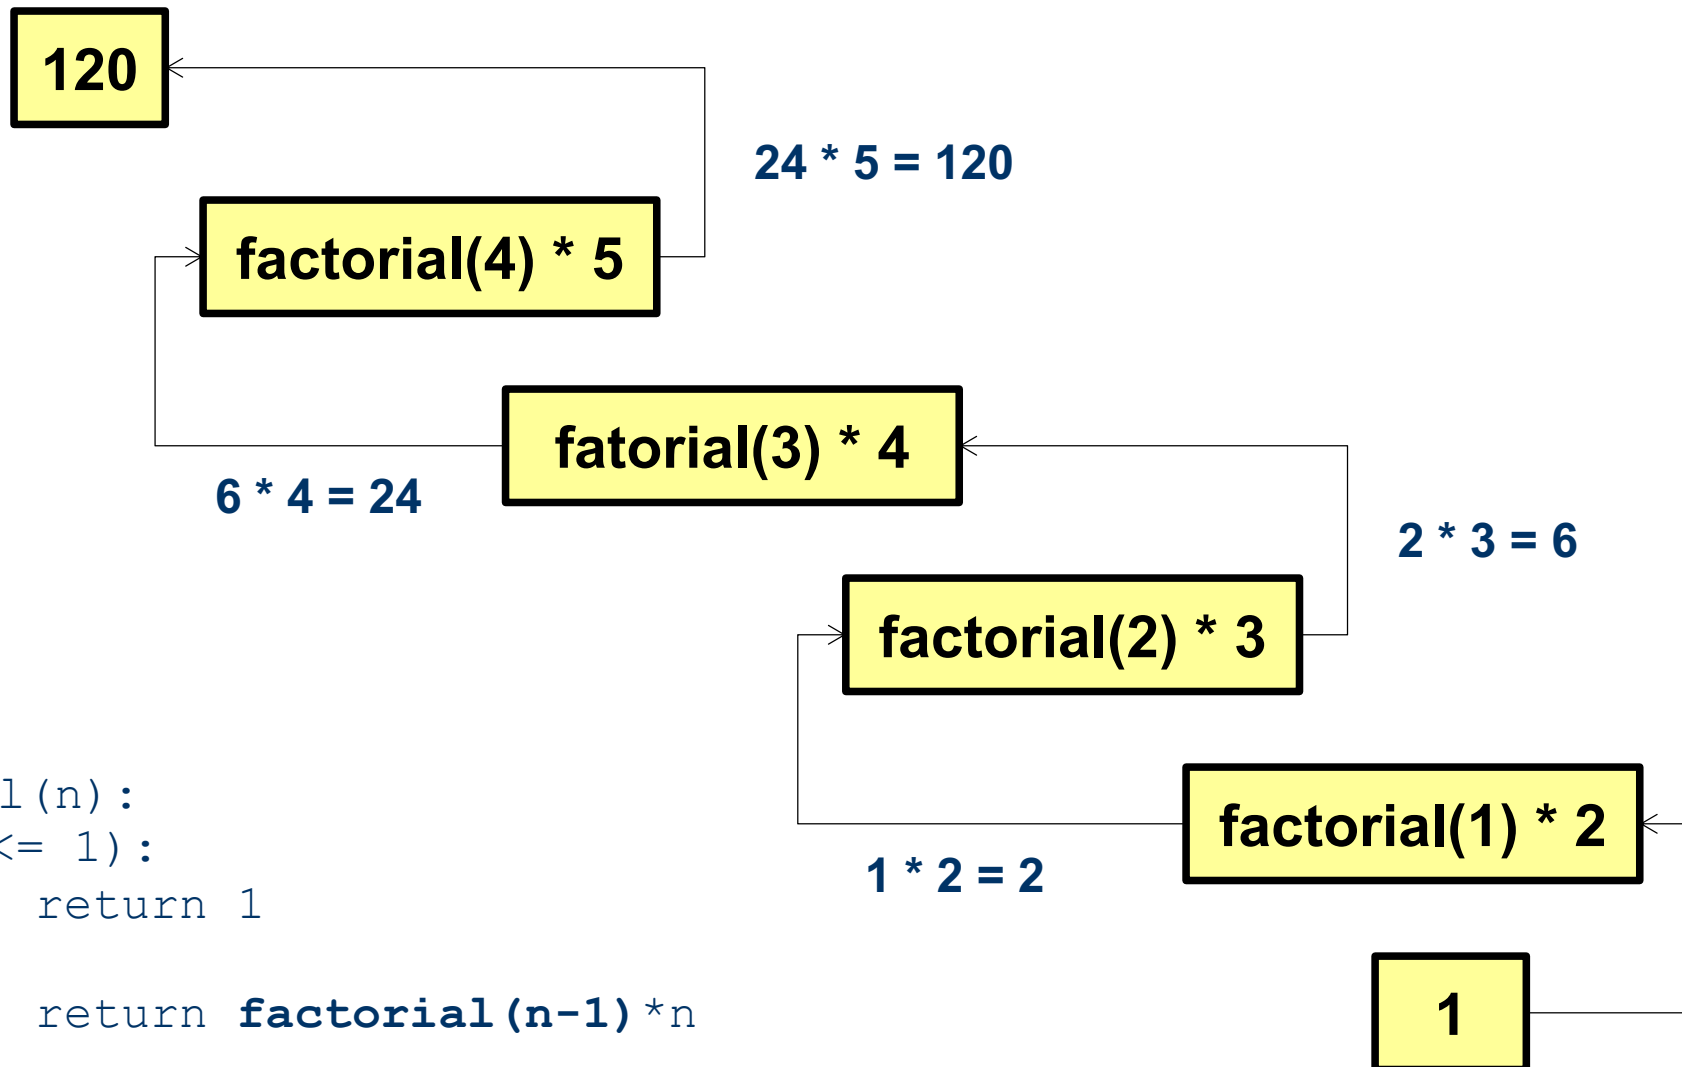 120
24 * 5 = 120
factorial(4) * 5
fatorial(3) * 4
6 * 4 = 24
2 * 3 = 6
factorial(2) * 3
l(n):
<= 1):
factorial(1) * 2
1 * 2 = 2
return 1
return factorial(n-1)*n
1